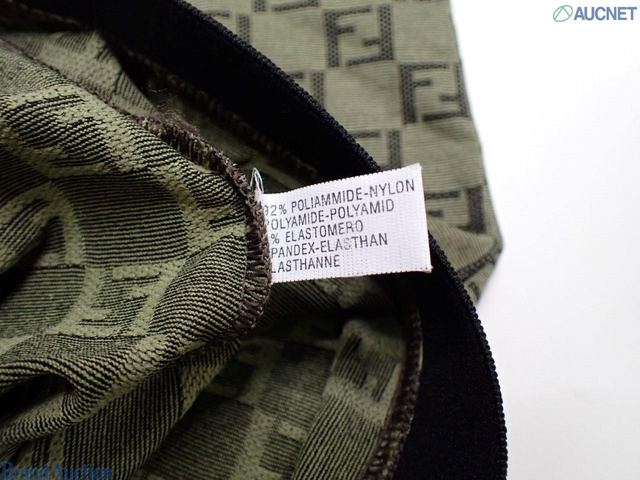 AUCNET
92% POLIAMMIDE-NYLON
POLYAMIDE-POLYAMID
% ELASTOMERO
PANDEX-ELASTHAN
LASTHANNE
Brand Auction